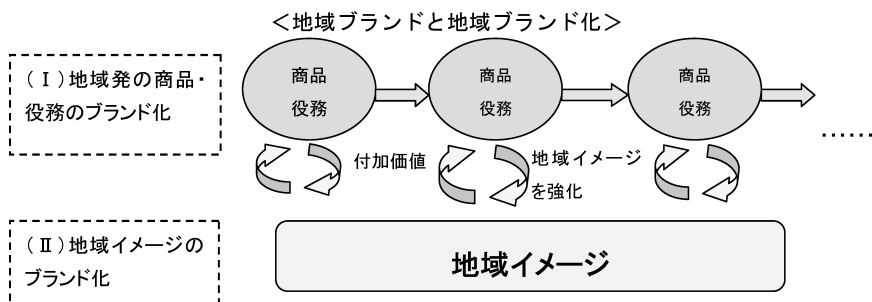 ＜地域ブランドと地域ブランド化＞
（Ⅰ）地域発の商品・
役務のブランド化
商品
役務
商品
役務
商品
役務
……
付加価値
地域イメージ
を強化
（Ⅱ）地域イメージの
ブランド化
地域イメージ